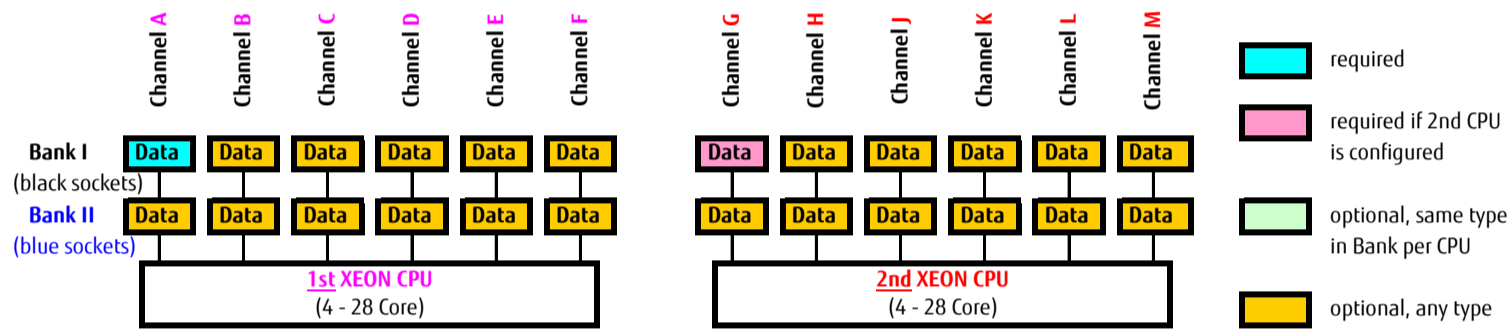 Channel A
Channel B
Channel C
Channel D
Channel E
Channel F
Channel G
Channel H
Channel J
Channel K
Channel L
Channel M
Bank I
(black sockets)
Data Data Data Data Data Data Data Data Data Data Data Data
Bank II
(blue sockets)
Data Data Data Data Data Data Data Data Data Data Data Data
1st XEON CPU
(4 - 28 Core)
2nd XEON CPU
(4 - 28 Core)
required
required if 2nd CPU
is configured
optional, same type
in Bank per CPU
optional, any type